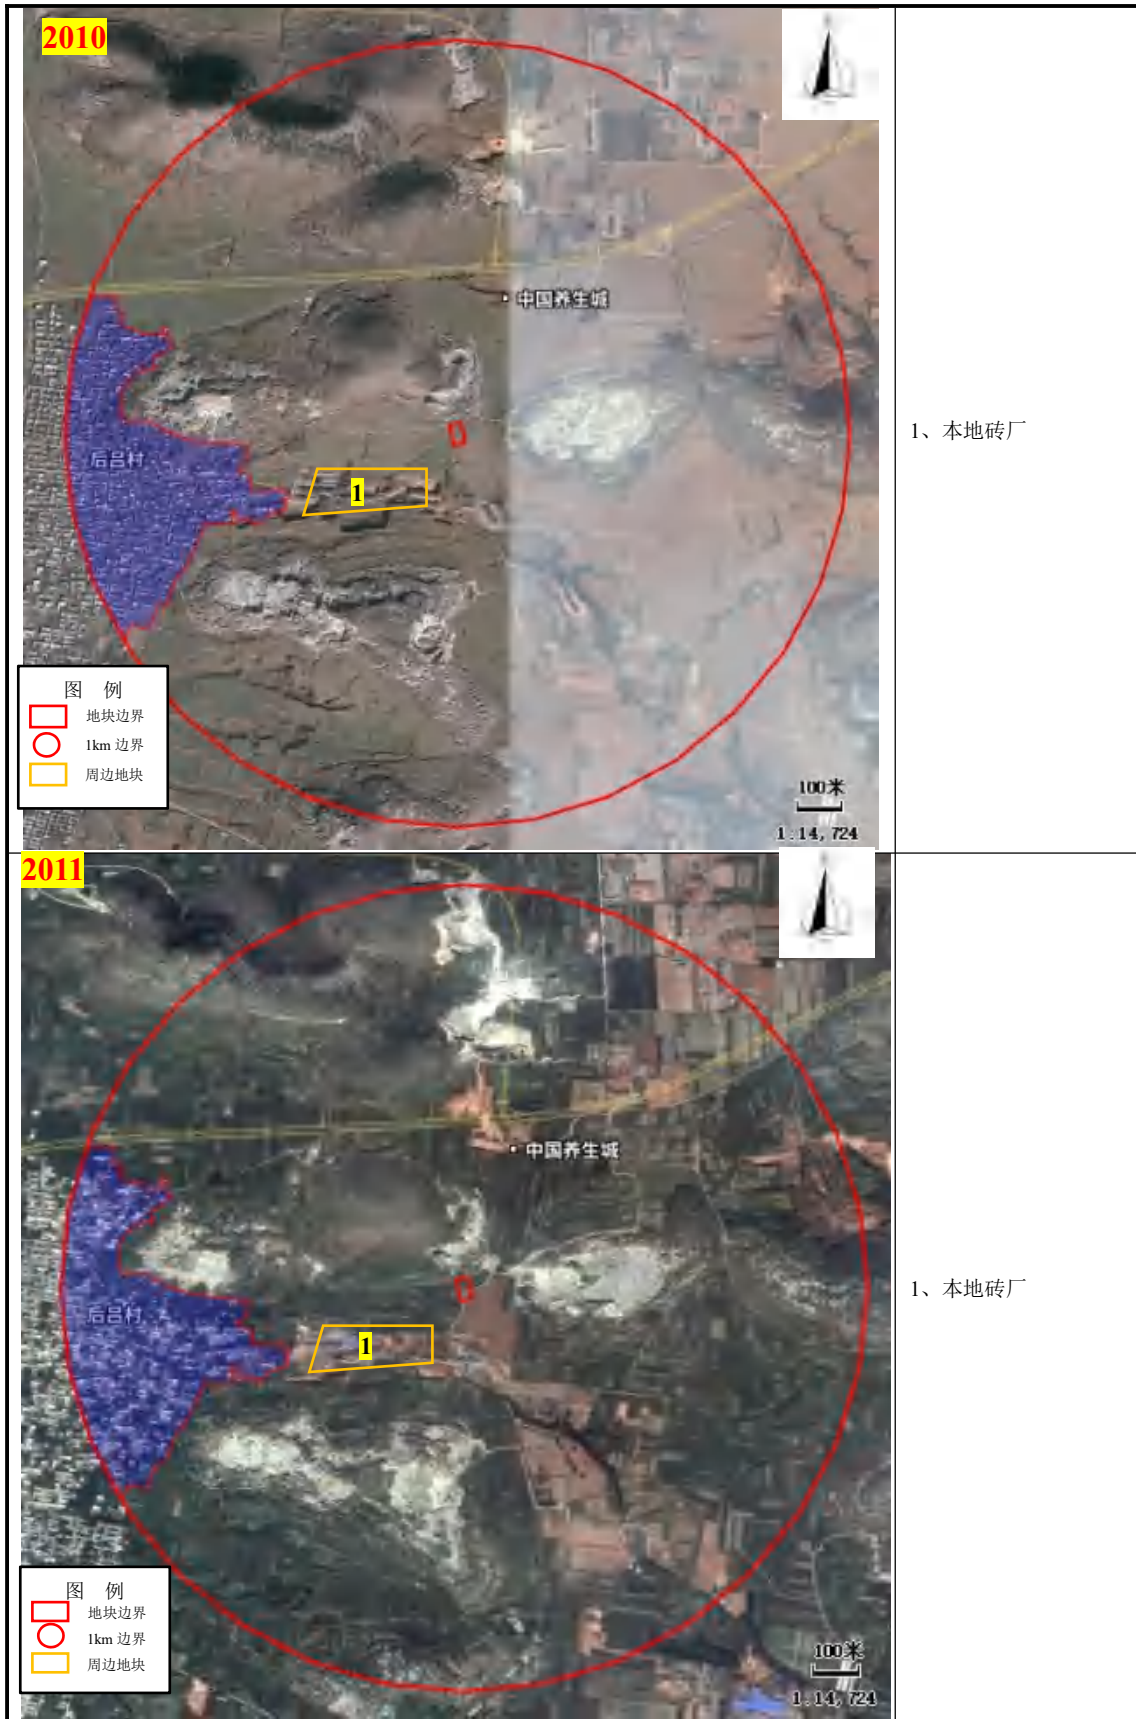 2010
中国养生城
1、本地砖厂
后吕村
1
图 例
地块边界
1km 边界
周边地块
100米
1:14,724
2011
中国养生城
1、本地砖厂
后吕村
1
图 例
地块边界
1km 边界
周边地块
100米
1:14,724